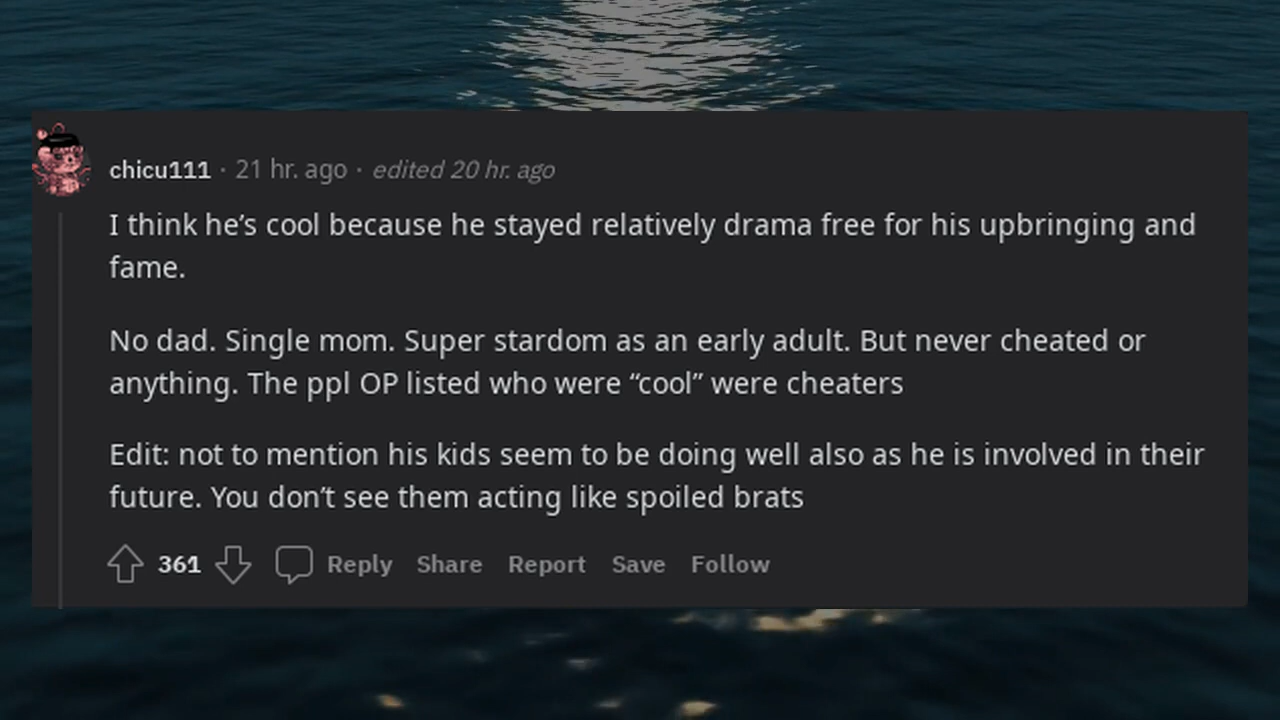 chicu111 · 21 hr. ago · edited 20 hr. ago
I think he’s cool because he stayed relatively drama free for his upbringing and
fame.
No dad. Single mom. Super stardom as an early adult. But never cheated or
anything. The ppl OP listed who were “cool” were cheaters
Edit: not to mention his kids seem to be doing well also as he is involved in their
future. You don’t see them acting like spoiled brats
361 Reply Share Report Save Follow